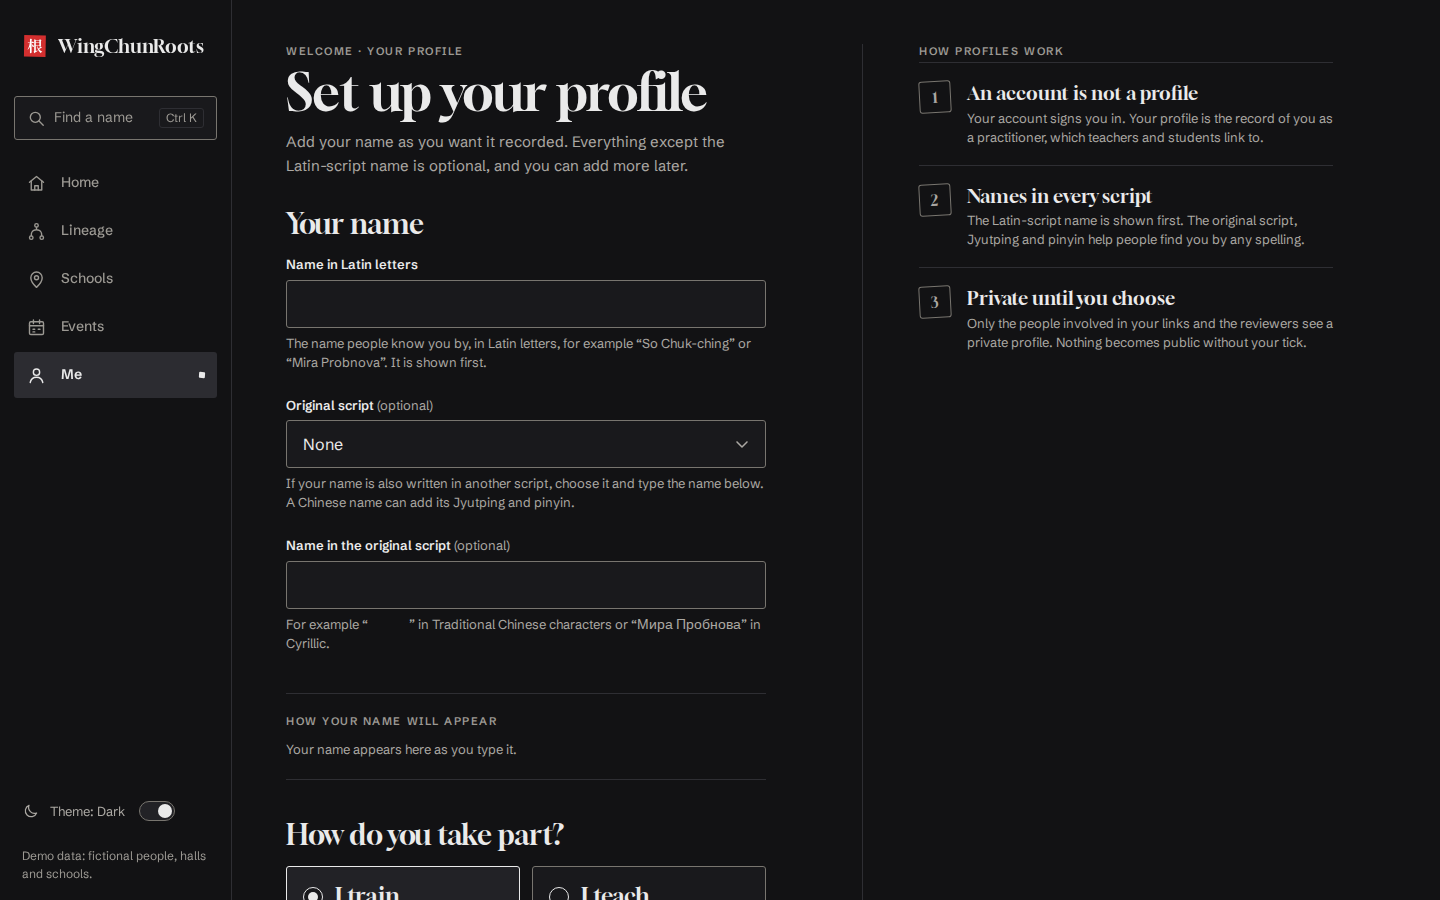 根 WingChunRoots
Find a name Ctrl K
Home
Lineage
Schools
Events
Me
Theme: Dark
Demo data: fictional people, halls
and schools.
WELCOME · YOUR PROFILE
Set up your profile
Add your name as you want it recorded. Everything except the
Latin-script name is optional, and you can add more later.
Your name
Name in Latin letters
The name people know you by, in Latin letters, for example “So Chuk-ching” or
“Mira Probnova”. It is shown first.
Original script (optional)
None
If your name is also written in another script, choose it and type the name below.
A Chinese name can add its Jyutping and pinyin.
Name in the original script (optional)
For example “ ” in Traditional Chinese characters or “Мира Пробнова” in
Cyrillic.
HOW YOUR NAME WILL APPEAR
Your name appears here as you type it.
How do you take part?
I train
I teach
HOW PROFILES WORK
1
An account is not a profile
Your account signs you in. Your profile is the record of you as
a practitioner, which teachers and students link to.
2
Names in every script
The Latin-script name is shown first. The original script,
Jyutping and pinyin help people find you by any spelling.
3
Private until you choose
Only the people involved in your links and the reviewers see a
private profile. Nothing becomes public without your tick.